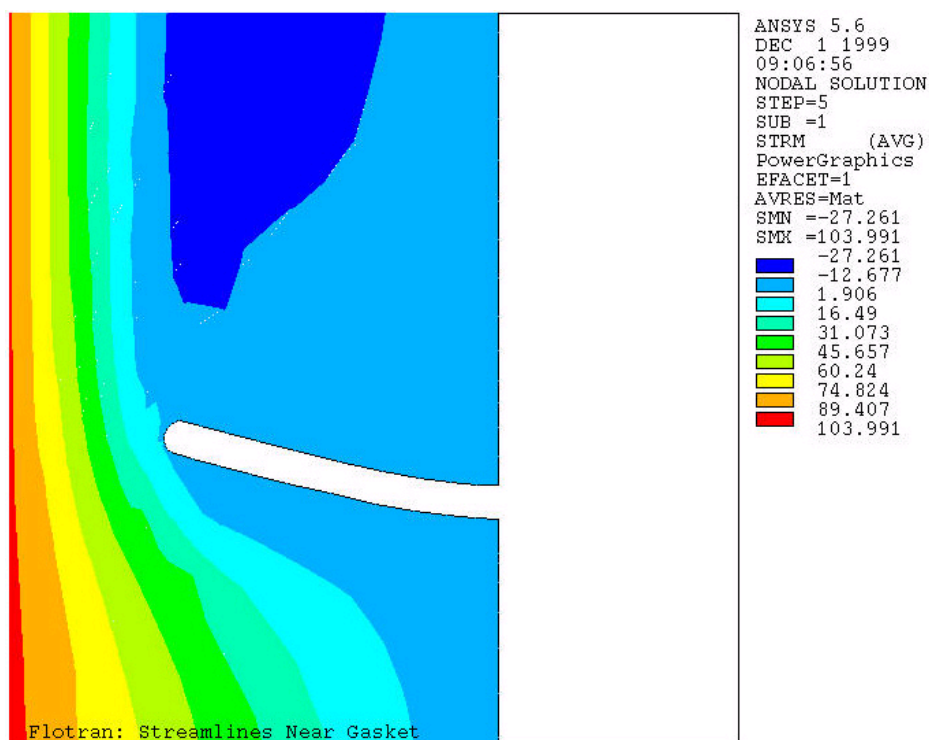 ANSYS 5.6
DEC 1 1999
09:06:56
NODAL SOLUTION
STEP=5
SUB =1
STRM (AVG)
PowerGraphics
EFACET=1
AVRES=Mat
SMN =-27.261
SMX =103.991
-27.261
-12.677
1.906
16.49
31.073
45.657
60.24
74.824
89.407
103.991
Flotran: Streamlines Near Gasket